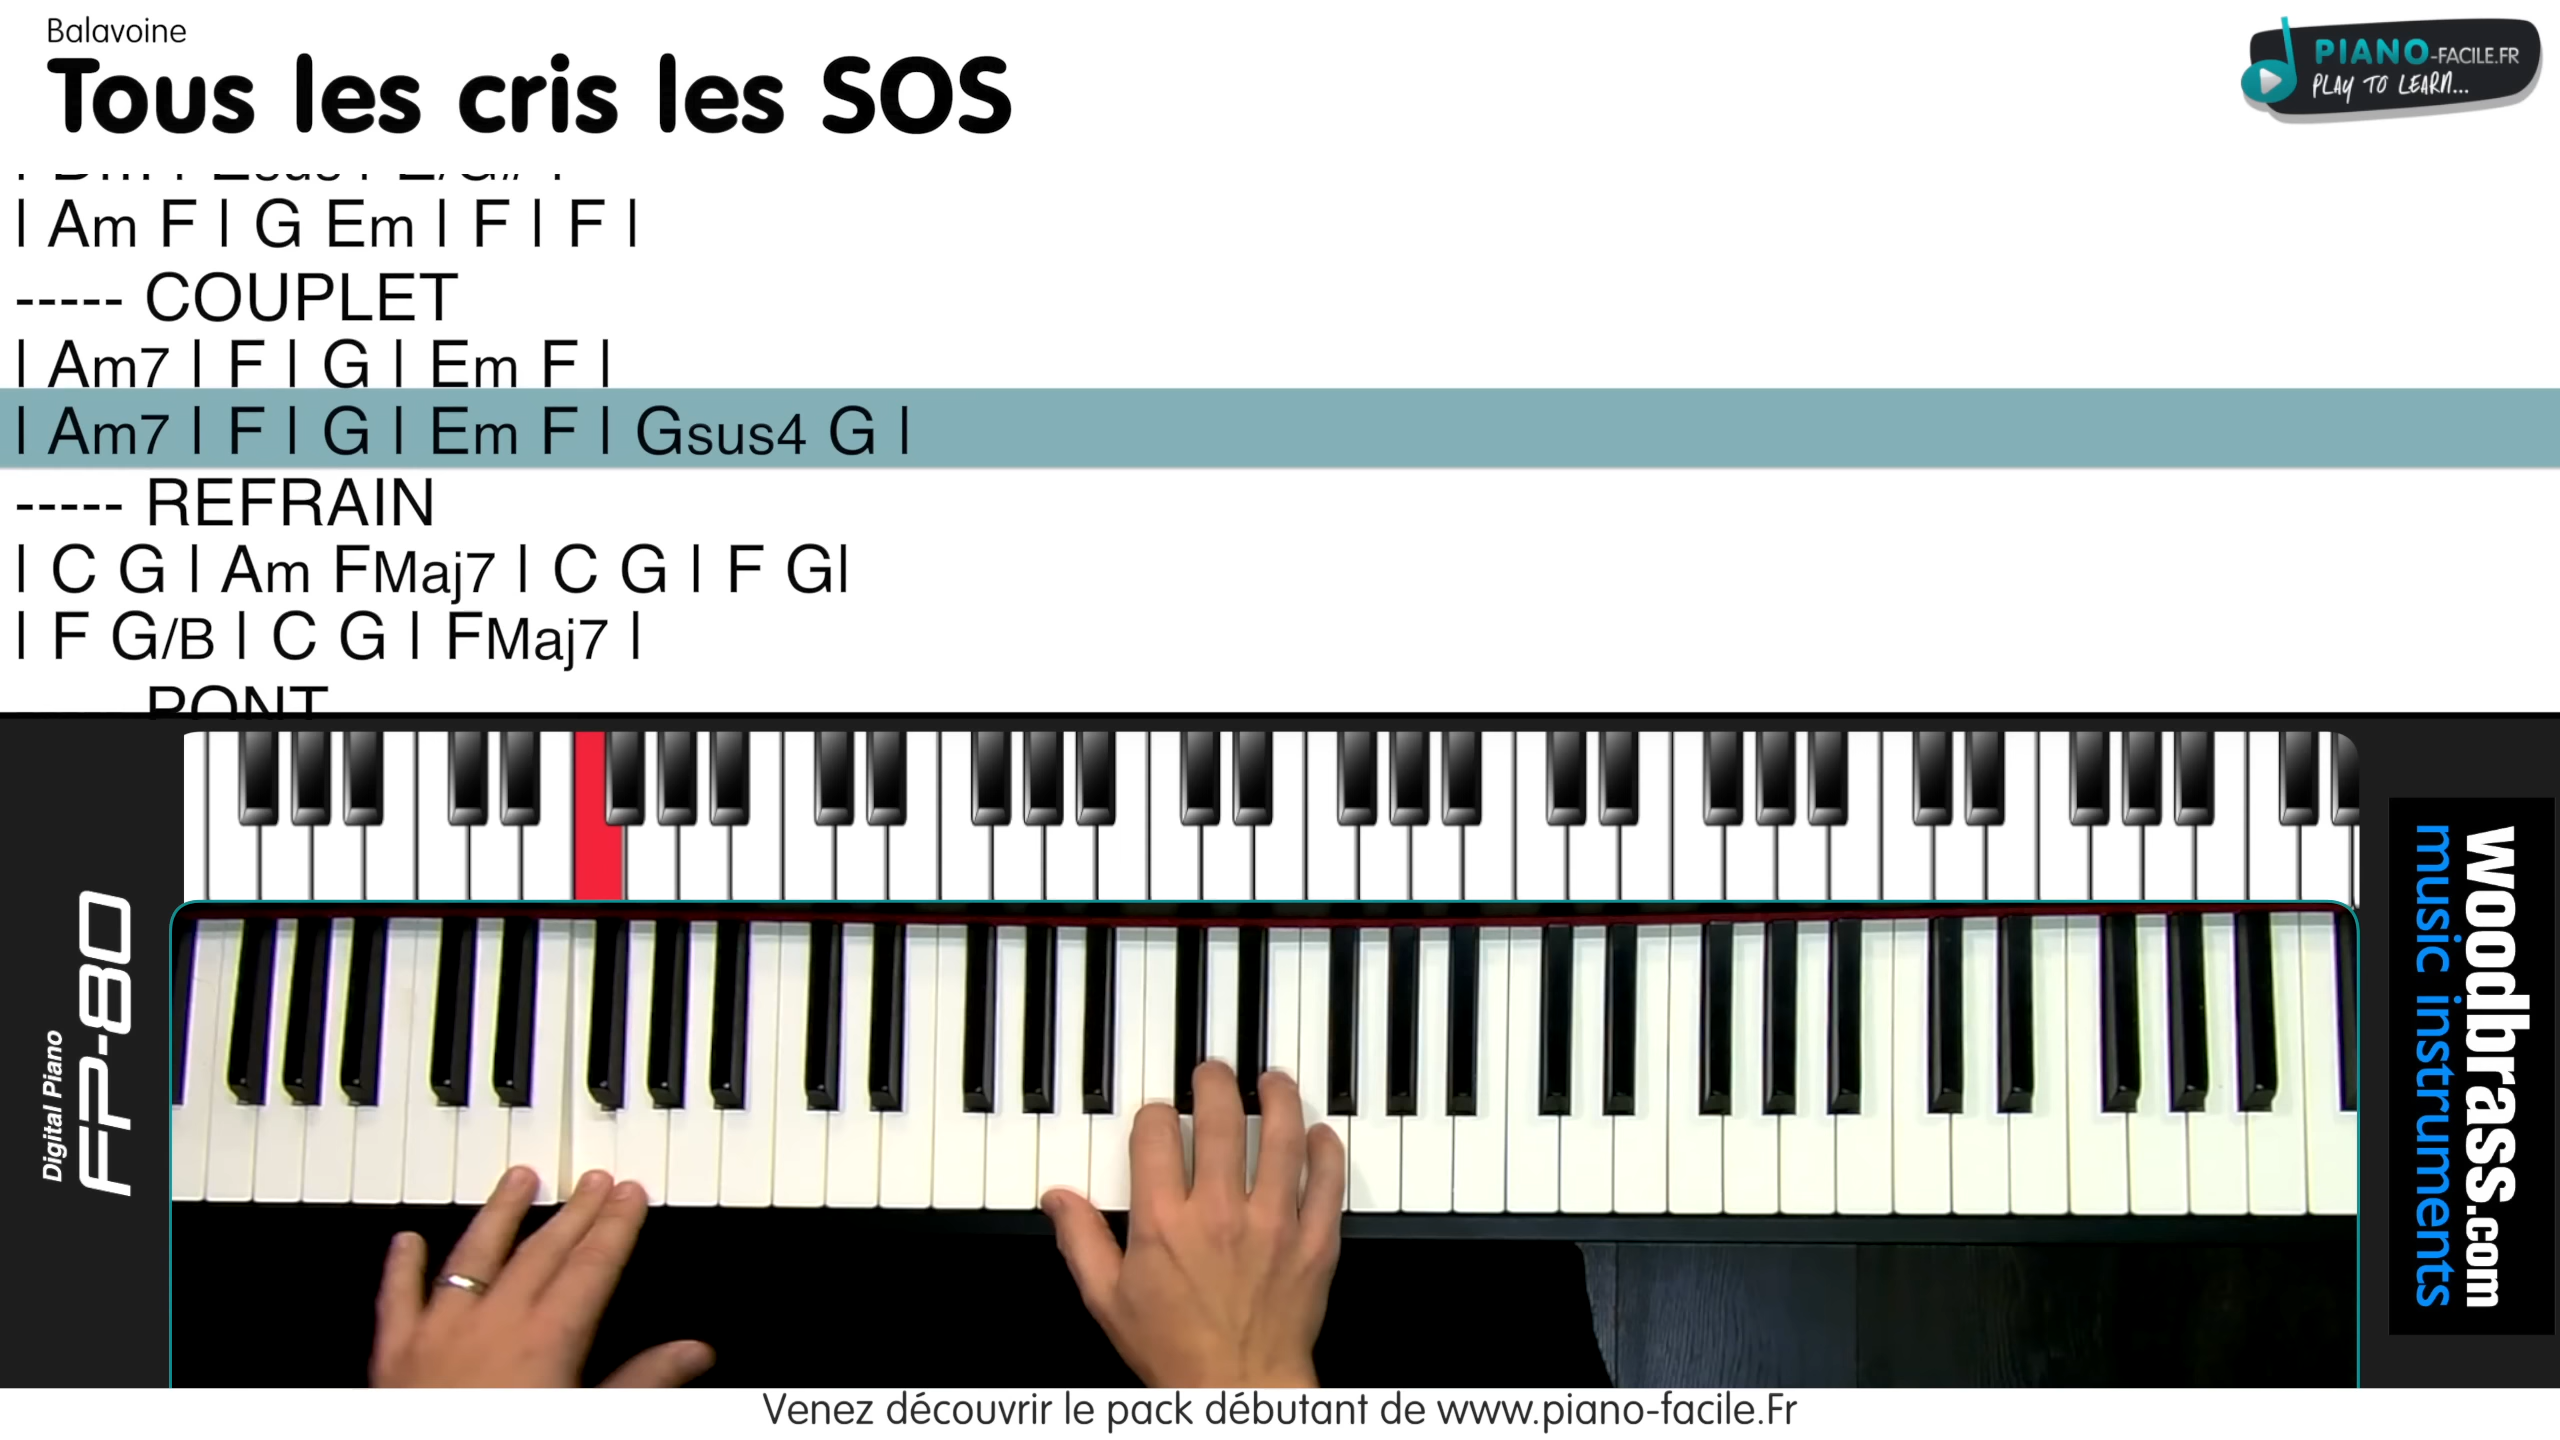 Balavoine
Tous les cris les SOS
PIANO-FACILE.FR
PLAY TO LEARN...
| Am F | G Em | F | F |
----- COUPLET
| Am7 | F | G | Em F |
| Am7 | F | G | Em F | Gsus4 G |
----- REFRAIN
| C G | Am FMaj7 | C G | F G|
| F G/B | C G | FMaj7 |
----- PONT
Digital Piano
FP-80
woodbrass.com
music instruments
Venez découvrir le pack débutant de www.piano-facile.Fr